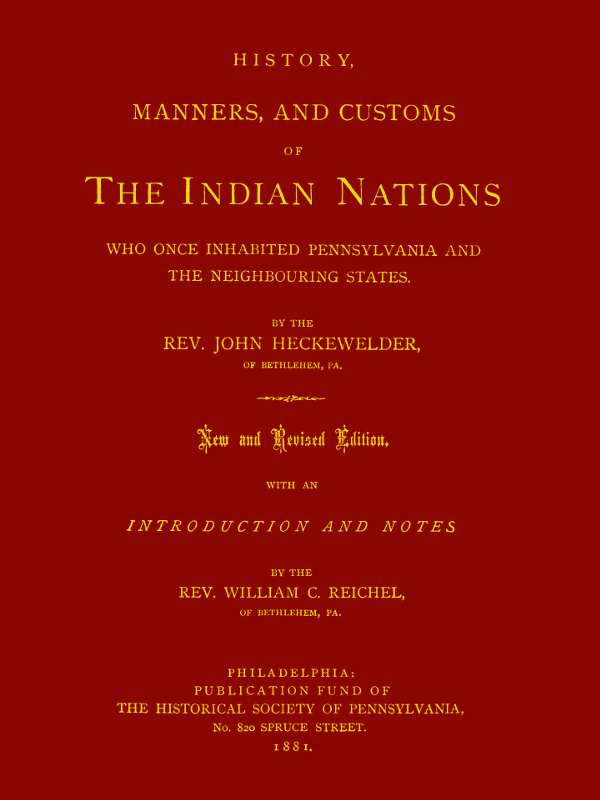 HISTORY,
MANNERS, AND CUSTOMS
OF
THE INDIAN NATIONS
WHO ONCE INHABITED PENNSYLVANIA AND
THE NEIGHBOURING STATES.
BY THE
REV. JOHN HECKEWELDER,
OF BETHLEHEM, PA.
New and Revised Edition.
WITH AN
INTRODUCTION AND NOTES
BY THE
REV. WILLIAM C. REICHEL,
OF BETHLEHEM, PA.
PHILADELPHIA:
PUBLICATION FUND OF
THE HISTORICAL SOCIETY OF PENNSYLVANIA,
No. 820 SPRUCE STREET.
1881.